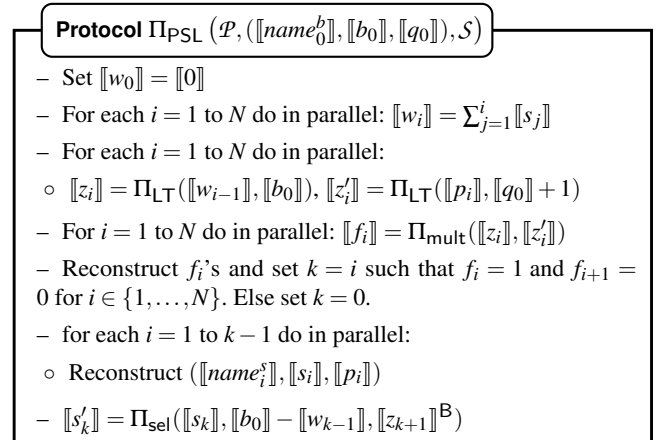 Protocol Π_PSL (𝒫, (⟦name_0^b⟧, ⟦b_0⟧, ⟦q_0⟧), 𝒮)
– Set ⟦w_0⟧ = ⟦0⟧
– For each i = 1 to N do in parallel: ⟦w_i⟧ = ∑_{j=1}^i ⟦s_j⟧
– For each i = 1 to N do in parallel:
∘ ⟦z_i⟧ = Π_LT(⟦w_{i−1}⟧, ⟦b_0⟧), ⟦z′_i⟧ = Π_LT(⟦p_i⟧, ⟦q_0⟧ + 1)
– For i = 1 to N do in parallel: ⟦f_i⟧ = Π_mult(⟦z_i⟧, ⟦z′_i⟧)
– Reconstruct f_i's and set k = i such that f_i = 1 and f_{i+1} =
0 for i ∈ {1, …, N}. Else set k = 0.
– for each i = 1 to k − 1 do in parallel:
∘ Reconstruct (⟦name_i^s⟧, ⟦s_i⟧, ⟦p_i⟧)
– ⟦s′_k⟧ = Π_sel(⟦s_k⟧, ⟦b_0⟧ − ⟦w_{k−1}⟧, ⟦z_{k+1}⟧^B)